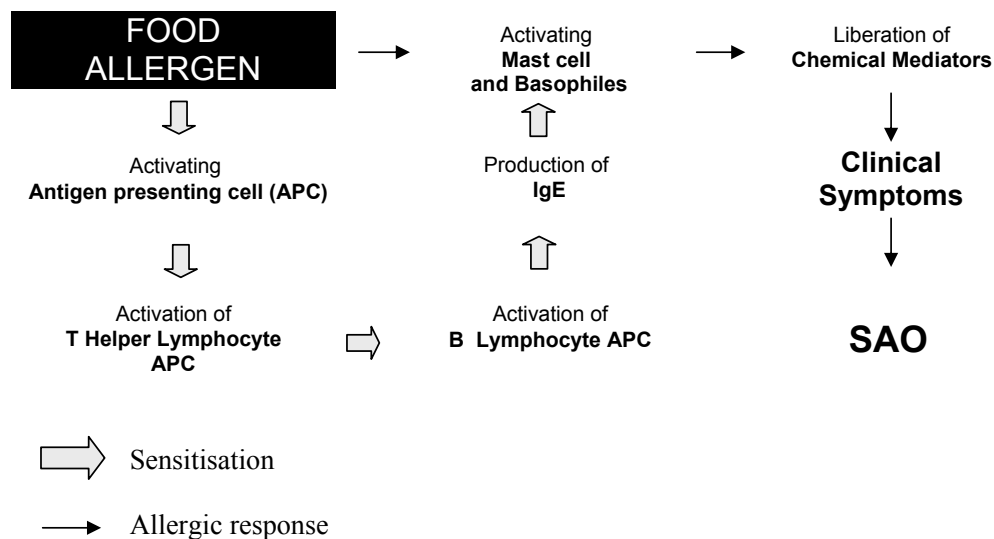 FOOD
ALLERGEN
Activating
Mast cell
and Basophiles
Liberation of
Chemical Mediators
Activating
Antigen presenting cell (APC)
Production of
IgE
Clinical
Symptoms
Activation of
T Helper Lymphocyte
APC
Activation of
B Lymphocyte APC
SAO
Sensitisation
Allergic response